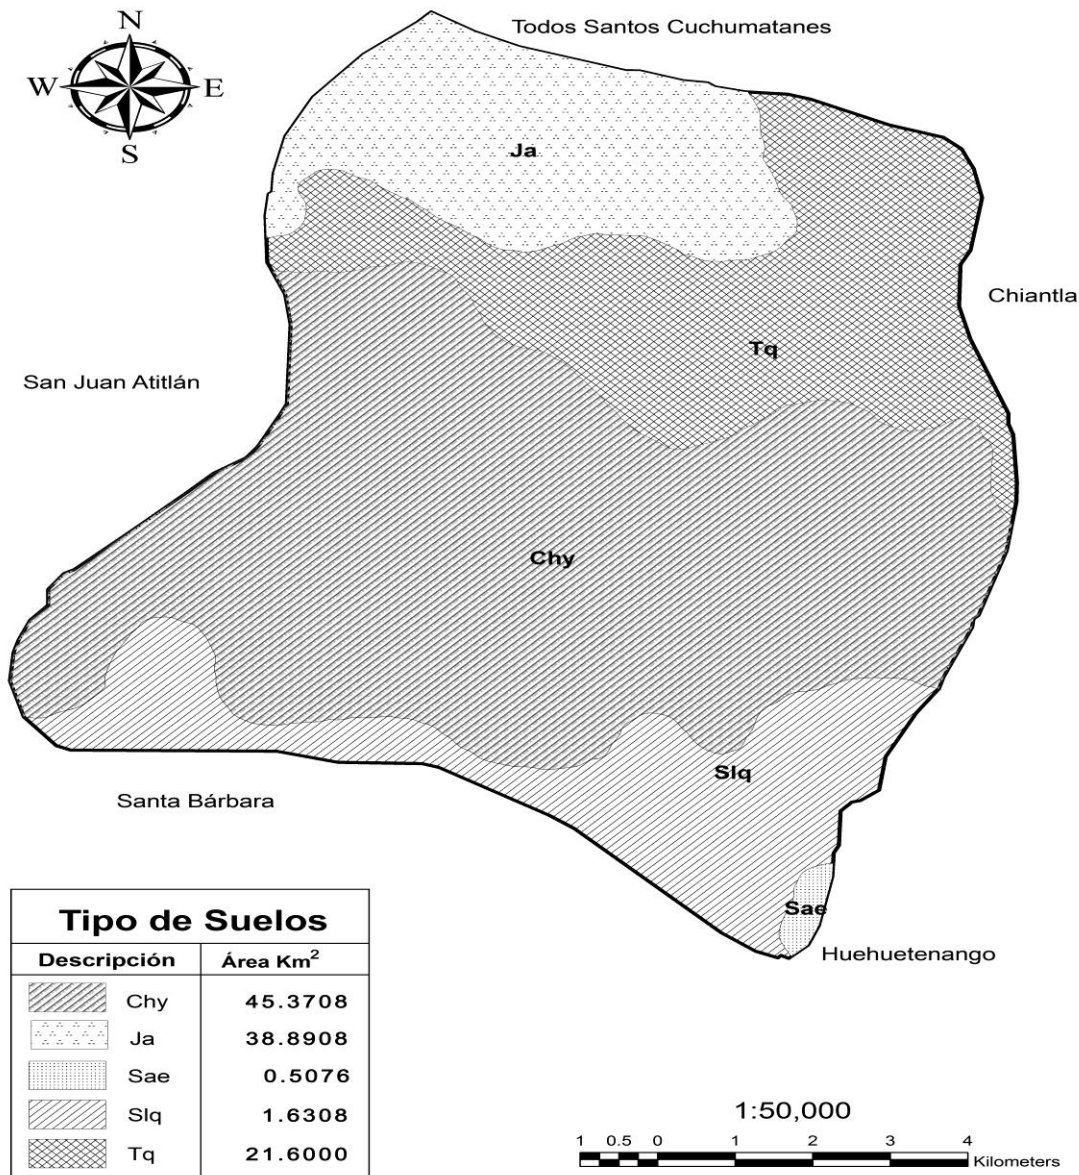 N
Todos Santos Cuchumatanes
W
E
S
Ja
Chiantla
Tq
San Juan Atitlán
Chy
Slq
Santa Bárbara
Sae
Huehuetenango
Tipo de Suelos
Descripción Área Km²
Chy 45.3708
Ja 38.8908
Sae 0.5076
Slq 1.6308
Tq 21.6000
1:50,000
1 0.5 0 1 2 3 4
Kilometers